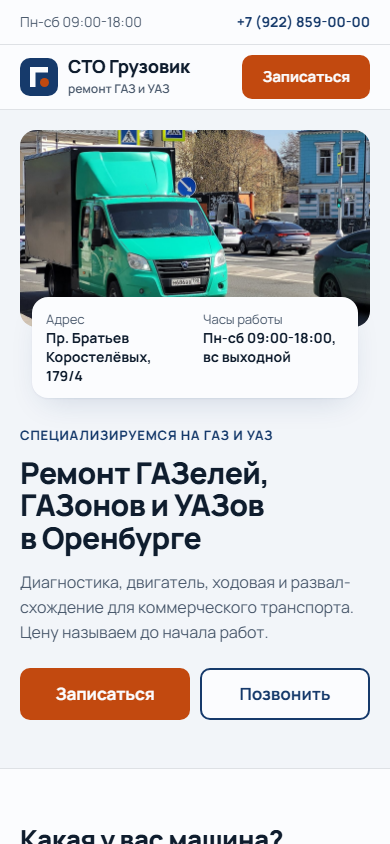 Пн-сб 09:00-18:00
+7 (922) 859-00-00
СТО Грузовик
ремонт ГАЗ и УАЗ
Записаться
Адрес
Пр. Братьев
Коростелёвых,
179/4
Часы работы
Пн-сб 09:00-18:00,
вс выходной
СПЕЦИАЛИЗИРУЕМСЯ НА ГАЗ И УАЗ
Ремонт ГАЗелей,
ГАЗонов и УАЗов
в Оренбурге
Диагностика, двигатель, ходовая и развал-
схождение для коммерческого транспорта.
Цену называем до начала работ.
Записаться
Позвонить
Какая у вас машина?